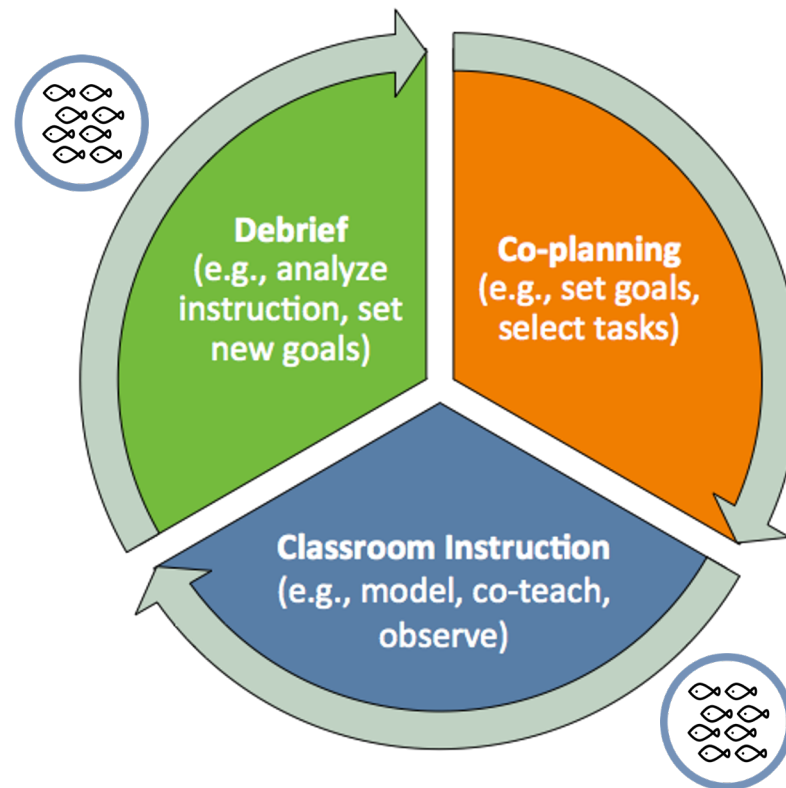 Debrief
(e.g., analyze
instruction, set
new goals)
Co-planning
(e.g., set goals,
select tasks)
Classroom Instruction
(e.g., model, co-teach,
observe)